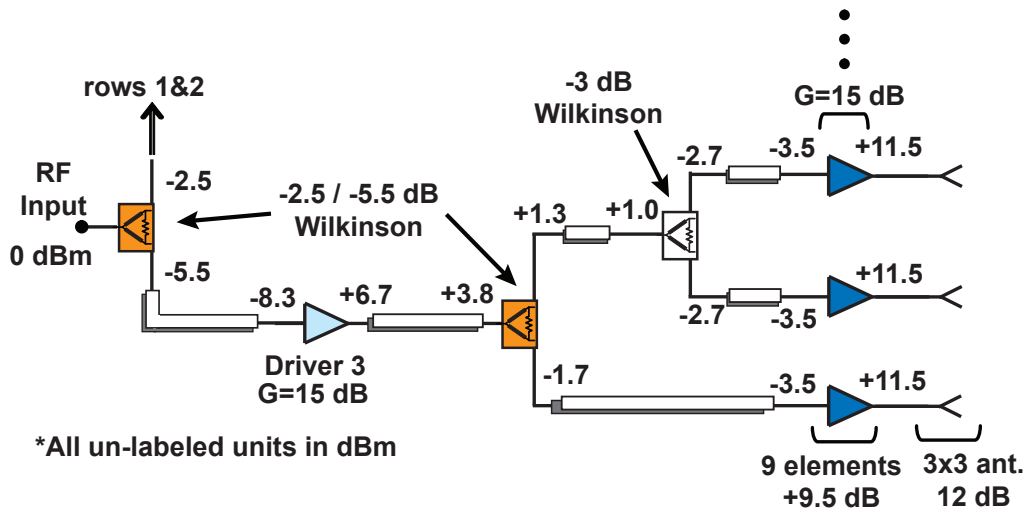 rows 1&2
RF
Input
0 dBm
-2.5
-5.5
-2.5 / -5.5 dB
Wilkinson
-8.3
+6.7
Driver 3
G=15 dB
+3.8
+1.3
+1.0
-3 dB
Wilkinson
-2.7
-3.5
G=15 dB
+11.5
-2.7
-3.5
+11.5
-1.7
-3.5
+11.5
9 elements
+9.5 dB
3x3 ant.
12 dB
*All un-labeled units in dBm